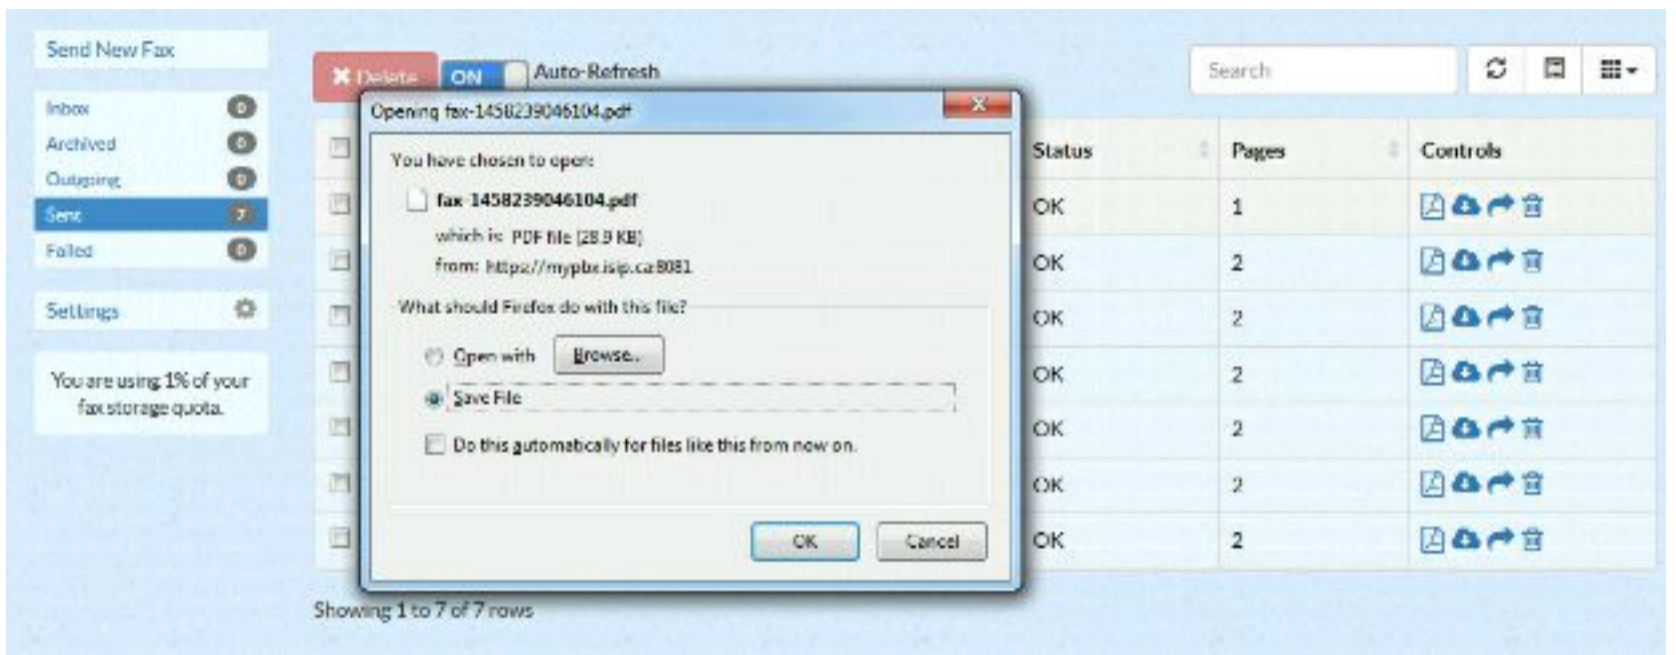 Send New Fax
Inbox 0
Archived 0
Outgoing 0
Sent 7
Failed 0
Settings
You are using 1% of your
fax storage quota.
Delete ON Auto-Refresh
Search
Opening fax-1458239046104.pdf
You have chosen to open:
fax-1458239046104.pdf
which is: PDF file (28.9 KB)
from: https://mypbx.isip.ca:8081
What should Firefox do with this file?
Open with Browse...
Save File
Do this automatically for files like this from now on.
OK Cancel
Status Pages Controls
OK 1
OK 2
OK 2
OK 2
OK 2
OK 2
OK 2
Showing 1 to 7 of 7 rows